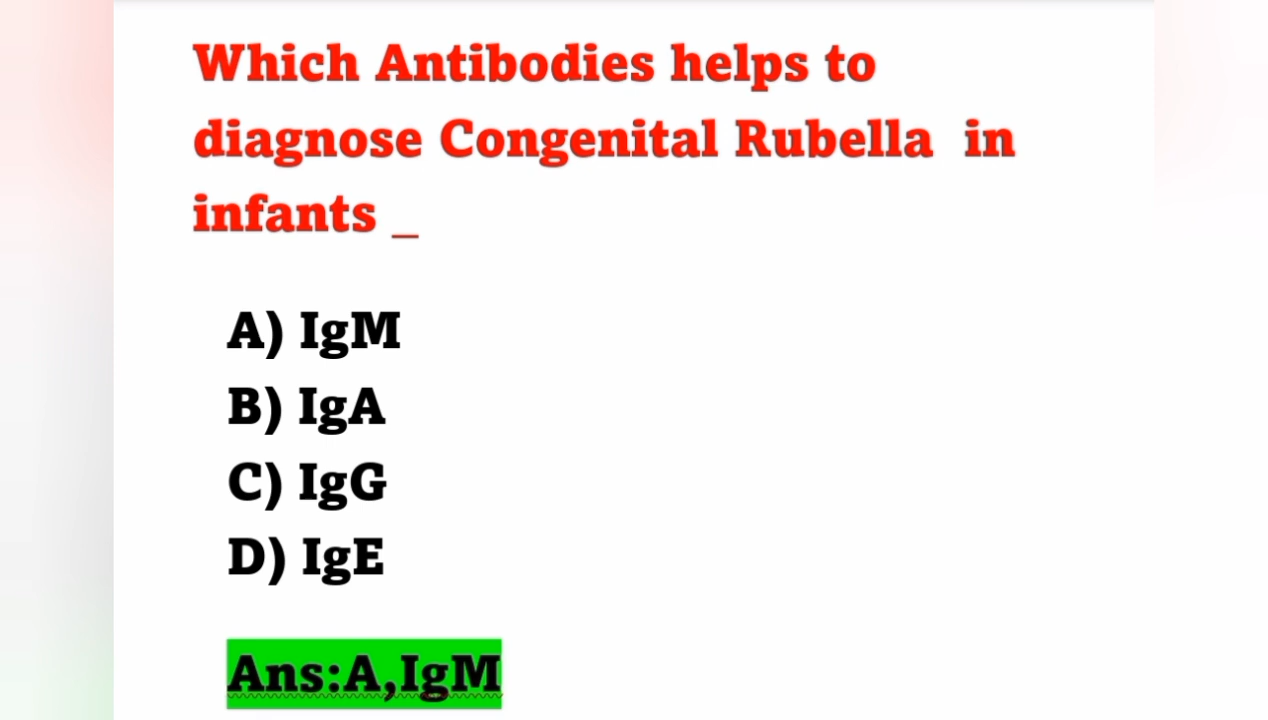 Which Antibodies helps to
diagnose Congenital Rubella in
infants _
A) IgM
B) IgA
C) IgG
D) IgE
Ans:A,IgM